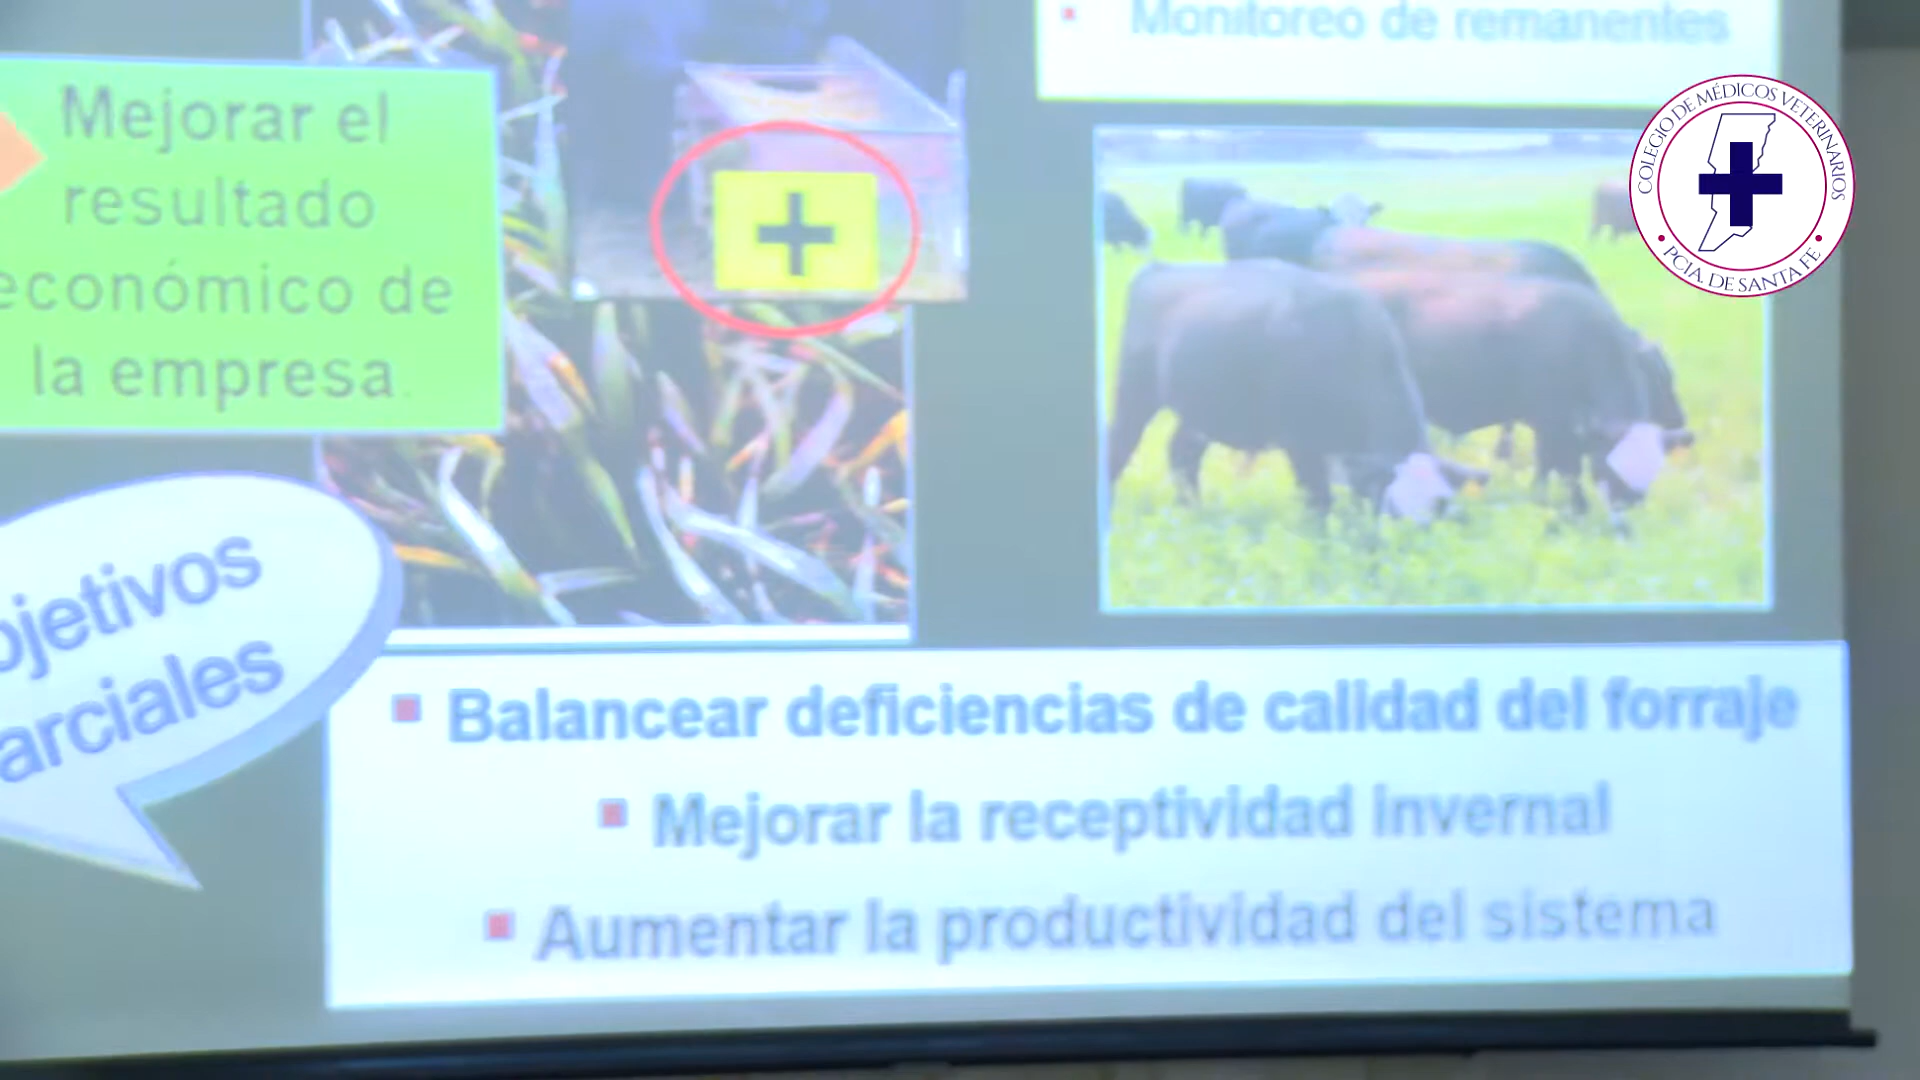 Monitoreo de remanentes
Mejorar el
resultado
económico de
la empresa.
+
COLEGIO DE MÉDICOS VETERINARIOS
PCIA. DE SANTA FE
bjetivos
arciales
Balancear deficiencias de calidad del forraje
Mejorar la receptividad invernal
Aumentar la productividad del sistema